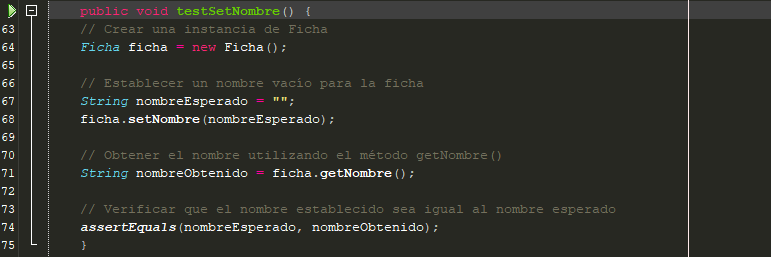 public void testSetNombre() {
63 // Crear una instancia de Ficha
64 Ficha ficha = new Ficha();
65
66 // Establecer un nombre vacío para la ficha
67 String nombreEsperado = "";
68 ficha.setNombre(nombreEsperado);
69
70 // Obtener el nombre utilizando el método getNombre()
71 String nombreObtenido = ficha.getNombre();
72
73 // Verificar que el nombre establecido sea igual al nombre esperado
74 assertEquals(nombreEsperado, nombreObtenido);
75 }